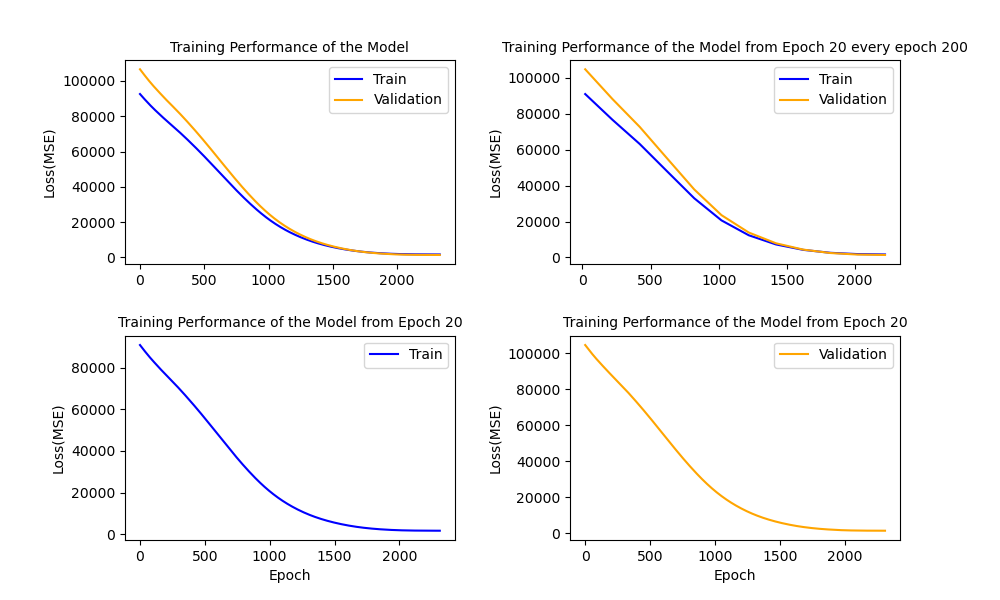 Training Performance of the Model
Loss(MSE)
100000
80000
60000
40000
20000
0
0 500 1000 1500 2000
Train
Validation
Training Performance of the Model from Epoch 20 every epoch 200
Loss(MSE)
100000
80000
60000
40000
20000
0
0 500 1000 1500 2000
Train
Validation
Training Performance of the Model from Epoch 20
Loss(MSE)
80000
60000
40000
20000
0
0 500 1000 1500 2000
Epoch
Train
Training Performance of the Model from Epoch 20
Loss(MSE)
100000
80000
60000
40000
20000
0
0 500 1000 1500 2000
Epoch
Validation